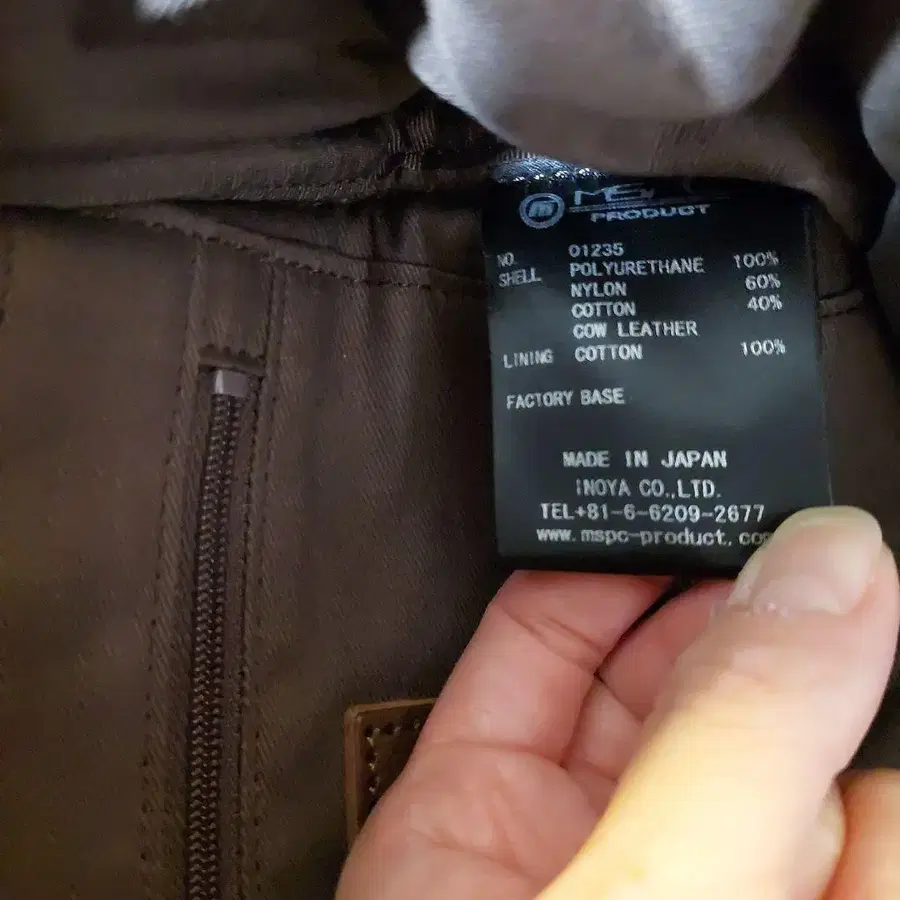 m
PRODUCT
NO. 01235
SHELL POLYURETHANE 100%
NYLON 60%
COTTON 40%
COW LEATHER
LINING COTTON 100%
FACTORY BASE
MADE IN JAPAN
INOYA CO.,LTD.
TEL+81-6-6209-2677
www.mspc-product.co